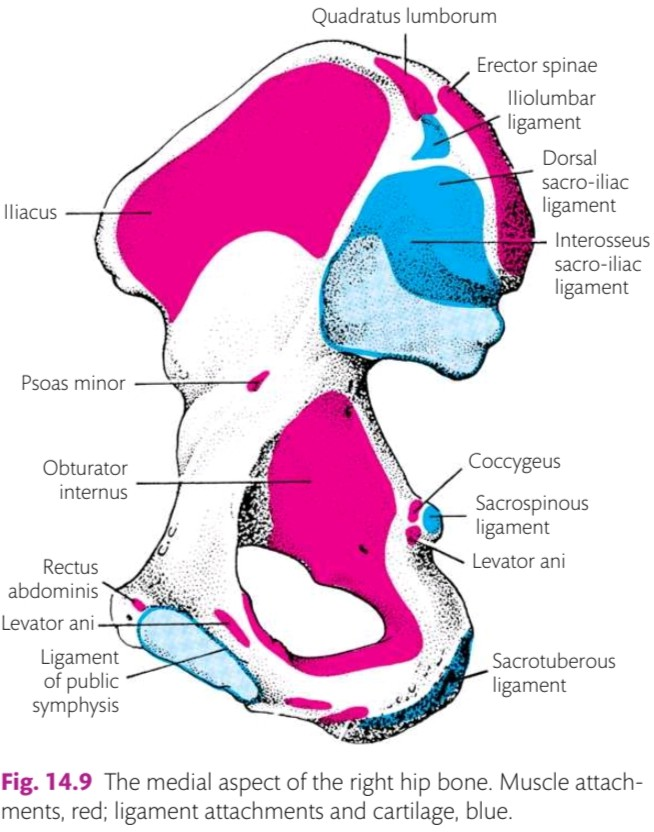 Quadratus lumborum
Erector spinae
Iliolumbar
ligament
Dorsal
sacro-iliac
ligament
Iliacus
Interosseus
sacro-iliac
ligament
Psoas minor
Obturator
internus
Coccygeus
Sacrospinous
ligament
Levator ani
Rectus
abdominis
Levator ani
Ligament
of public
symphysis
Sacrotuberous
ligament
Fig. 14.9 The medial aspect of the right hip bone. Muscle attach-
ments, red; ligament attachments and cartilage, blue.